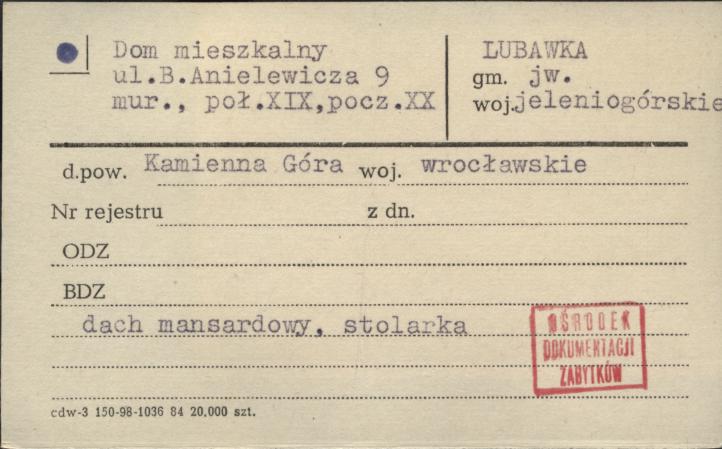 Dom mieszkalny
ul.B.Anielewicza 9
mur., poł.XIX,pocz.XX
LUBAWKA
gm. jw.
woj.jeleniogórskie
d.pow. Kamienna Góra woj. wrocławskie
Nr rejestru z dn.
ODZ
BDZ
dach mansardowy, stolarka
OŚRODEK
DOKUMENTACJI
ZABYTKÓW
cdw-3 150-98-1036 84 20,000 szt.